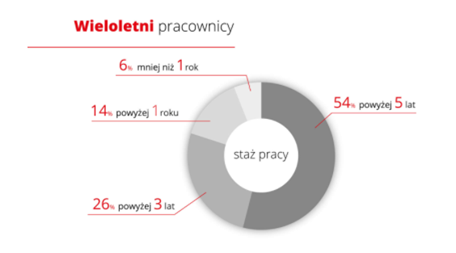 Wieloletni pracownicy
6% mniej niż 1 rok
54% powyżej 5 lat
14% powyżej 1 roku
staż pracy
26% powyżej 3 lat